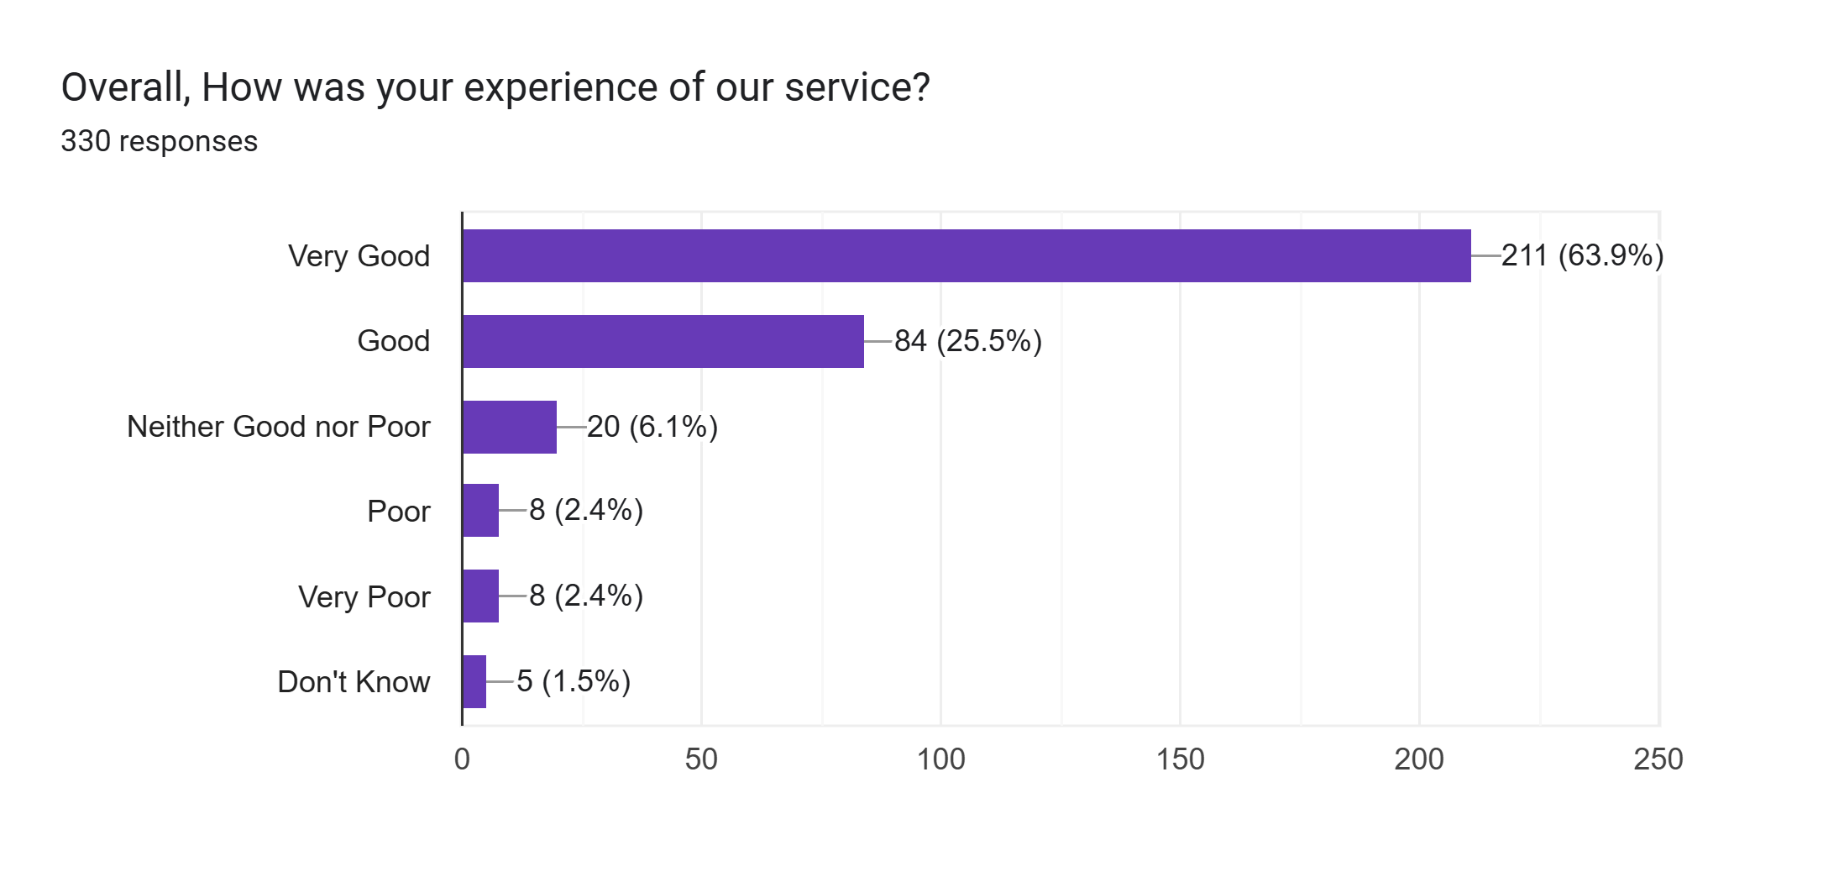 Overall, How was your experience of our service?
330 responses
Very Good 211 (63.9%)
Good 84 (25.5%)
Neither Good nor Poor 20 (6.1%)
Poor 8 (2.4%)
Very Poor 8 (2.4%)
Don't Know 5 (1.5%)
0 50 100 150 200 250